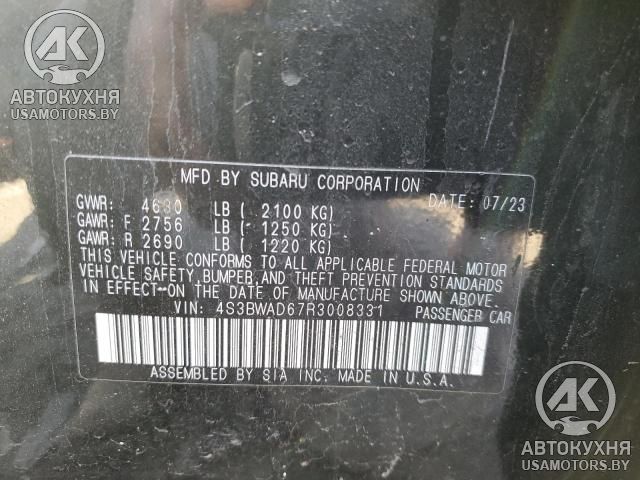 AK
АВТОКУХНЯ
USAMOTORS.BY
MFD BY SUBARU CORPORATION
DATE: 07/23
GVWR: 4630 LB ( 2100 KG)
GAWR: F 2756 LB ( 1250 KG)
GAWR: R 2690 LB ( 1220 KG)
THIS VEHICLE CONFORMS TO ALL APPLICABLE FEDERAL MOTOR
VEHICLE SAFETY, BUMPER, AND THEFT PREVENTION STANDARDS
IN EFFECT ON THE DATE OF MANUFACTURE SHOWN ABOVE.
VIN: 4S3BWAD67R3008331 PASSENGER CAR
ASSEMBLED BY SIA INC. MADE IN U.S.A.
AK
АВТОКУХНЯ
USAMOTORS.BY